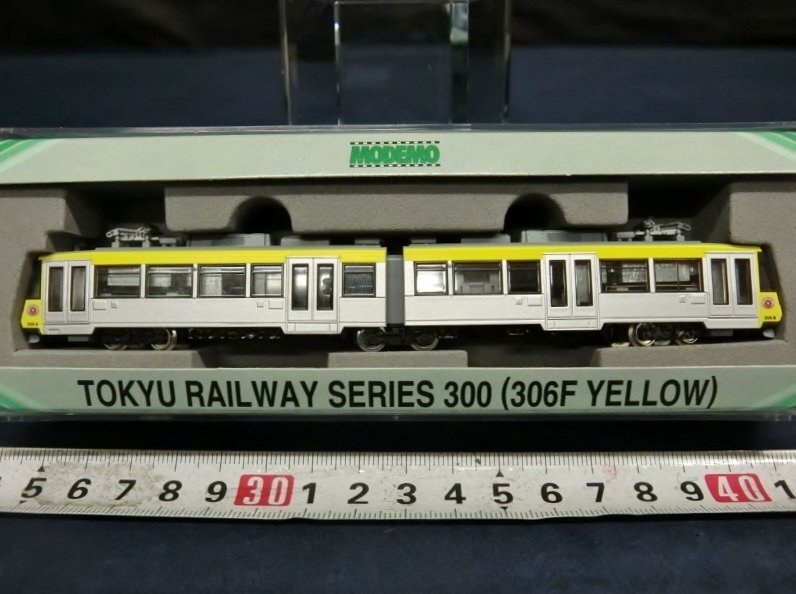 MODEMO
TOKYU RAILWAY SERIES 300 (306F YELLOW)
5 6 7 8 9 30 1 2 3 4 5 6 7 8 9 40 1